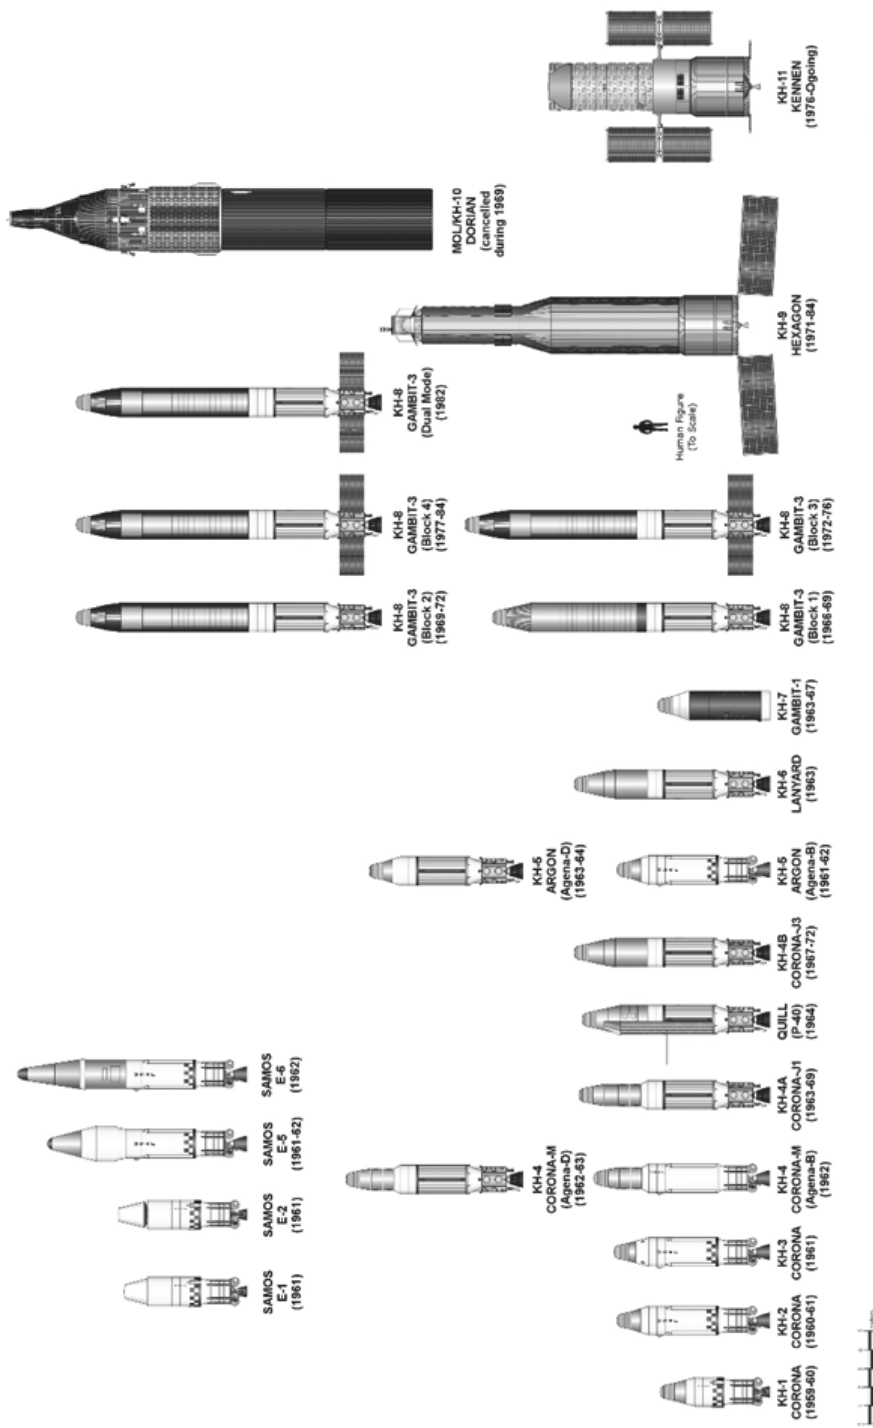 KH-11
KENNEN
(1976-Ogoing)
MOL/KH-10
DORIAN
(cancelled
during 1969)
KH-9
HEXAGON
(1971-84)
KH-8
GAMBIT-3
(Dual Mode)
(1982)
Human Figure
(To Scale)
KH-8
GAMBIT-3
(Block 4)
(1977-84)
KH-8
GAMBIT-3
(Block 3)
(1972-76)
KH-8
GAMBIT-3
(Block 2)
(1969-72)
KH-8
GAMBIT-3
(Block 1)
(1966-69)
KH-7
GAMBIT-1
(1963-67)
KH-6
LANYARD
(1963)
KH-5
ARGON
(Agena-D)
(1963-64)
KH-5
ARGON
(Agena-B)
(1961-62)
KH-4B
CORONA-J3
(1967-72)
QUILL
(P-40)
(1964)
SAMOS
E-6
(1962)
KH-4A
CORONA-J1
(1963-69)
SAMOS
E-5
(1961-62)
KH-4
CORONA-M
(Agena-D)
(1962-63)
KH-4
CORONA-M
(Agena-B)
(1962)
SAMOS
E-2
(1961)
KH-3
CORONA
(1961)
SAMOS
E-1
(1961)
KH-2
CORONA
(1960-61)
KH-1
CORONA
(1959-60)